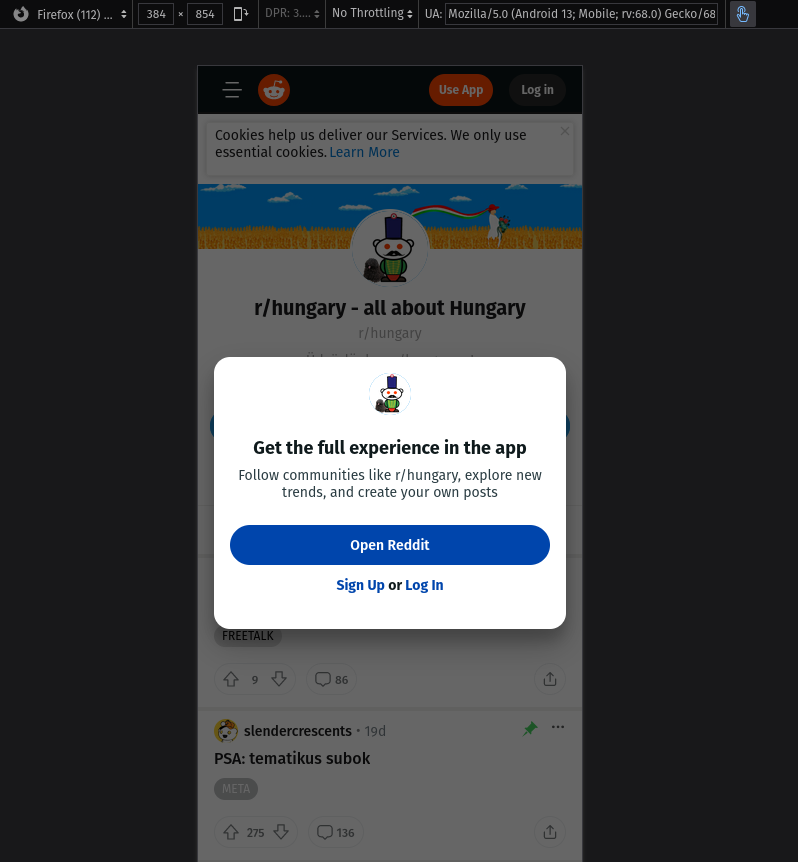 Firefox (112) ... 384 × 854 DPR: 3.... No Throttling UA: Mozilla/5.0 (Android 13; Mobile; rv:68.0) Gecko/68
Use App Log in
Cookies help us deliver our Services. We only use
essential cookies. Learn More
r/hungary - all about Hungary
r/hungary
Get the full experience in the app
Follow communities like r/hungary, explore new
trends, and create your own posts
Open Reddit
Sign Up or Log In
FREETALK
9 86
slendercrescents • 19d
PSA: tematikus subok
META
275 136